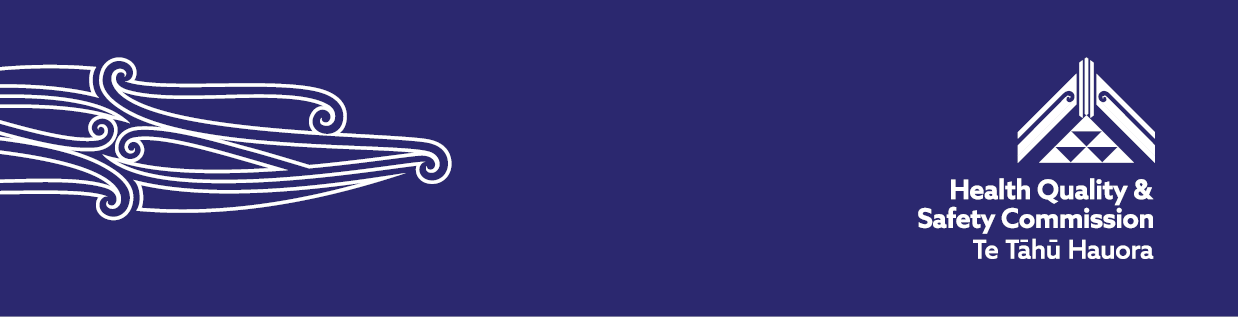 Health Quality &
Safety Commission
Te Tāhū Hauora